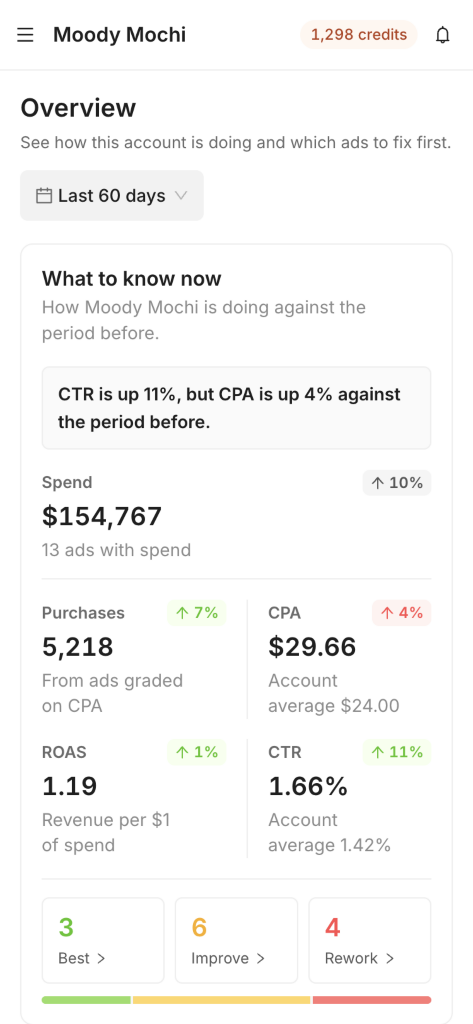 Moody Mochi
1,298 credits
Overview
See how this account is doing and which ads to fix first.
Last 60 days
What to know now
How Moody Mochi is doing against the
period before.
CTR is up 11%, but CPA is up 4% against
the period before.
Spend
↑ 10%
$154,767
13 ads with spend
Purchases
↑ 7%
5,218
From ads graded
on CPA
CPA
↑ 4%
$29.66
Account
average $24.00
ROAS
↑ 1%
1.19
Revenue per $1
of spend
CTR
↑ 11%
1.66%
Account
average 1.42%
3
Best >
6
Improve >
4
Rework >